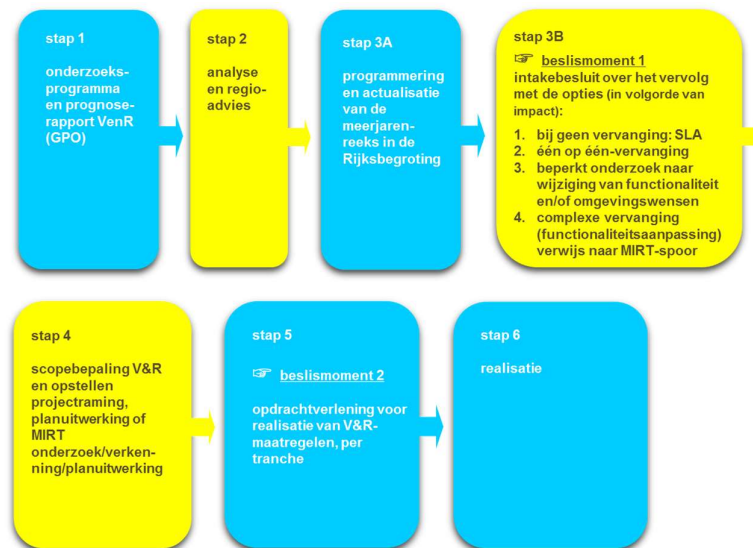 stap 1
onderzoeks-
programma
en prognose-
rapport VenR
(GPO)
stap 2
analyse
en regio-
advies
stap 3A
programmering
en actualisatie
van de
meerjaren-
reeks in de
Rijksbegroting
stap 3B
☞ beslismoment 1
intakebesluit over het vervolg
met de opties (in volgorde van
impact):
1. bij geen vervanging: SLA
2. één op één-vervanging
3. beperkt onderzoek naar
wijziging van functionaliteit
en/of omgevingswensen
4. complexe vervanging
(functionaliteitsaanpassing)
verwijs naar MIRT-spoor
stap 4
scopebepaling V&R
en opstellen
projectraming,
planuitwerking of
MIRT
onderzoek/verken-
ning/planuitwerking
stap 5
☞ beslismoment 2
opdrachtverlening voor
realisatie van V&R-
maatregelen, per
tranche
stap 6
realisatie